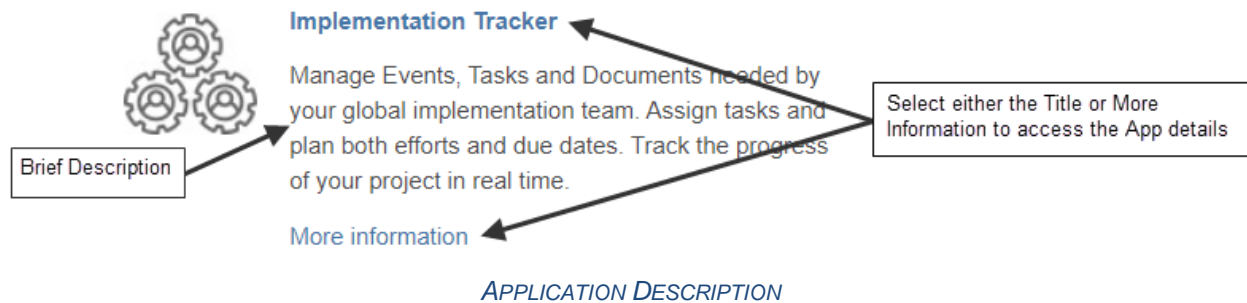 Implementation Tracker
Manage Events, Tasks and Documents needed by
your global implementation team. Assign tasks and
plan both efforts and due dates. Track the progress
of your project in real time.
More information
Brief Description
Select either the Title or More
Information to access the App details
APPLICATION DESCRIPTION